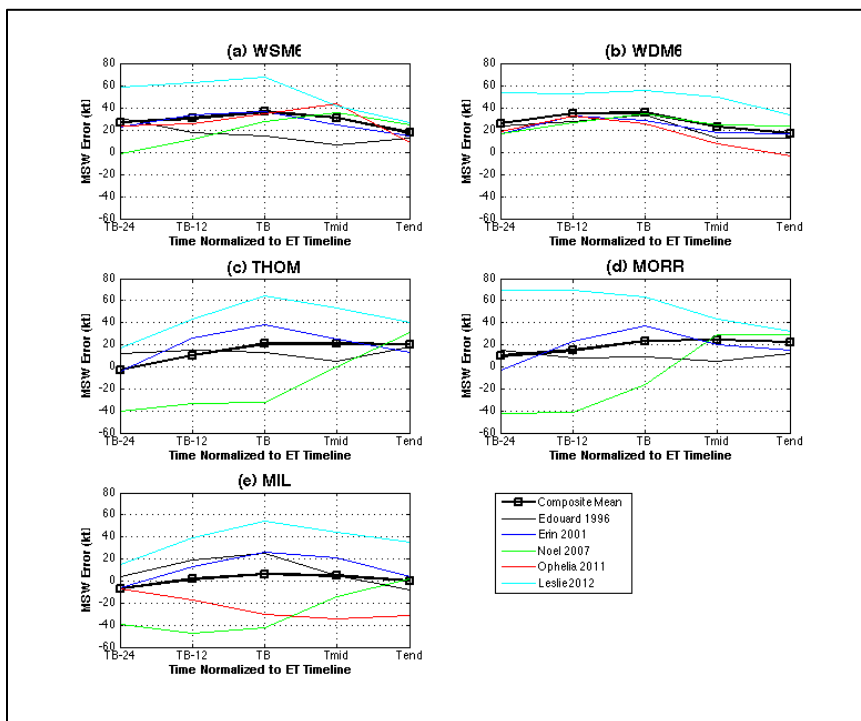 (a) WSM6
80
60
40
20
0
-20
-40
-60
MSW Error (kt)
TB-24 TB-12 TB Tmid Tend
Time Normalized to ET Timeline
(b) WDM6
80
60
40
20
0
-20
-40
-60
MSW Error (kt)
TB-24 TB-12 TB Tmid Tend
Time Normalized to ET Timeline
(c) THOM
80
60
40
20
0
-20
-40
-60
MSW Error (kt)
TB-24 TB-12 TB Tmid Tend
Time Normalized to ET Timeline
(d) MORR
80
60
40
20
0
-20
-40
-60
MSW Error (kt)
TB-24 TB-12 TB Tmid Tend
Time Normalized to ET Timeline
(e) MIL
80
60
40
20
0
-20
-40
-60
MSW Error (kt)
TB-24 TB-12 TB Tmid Tend
Time Normalized to ET Timeline
Composite Mean
Edouard 1996
Erin 2001
Noel 2007
Ophelia 2011
Leslie2012